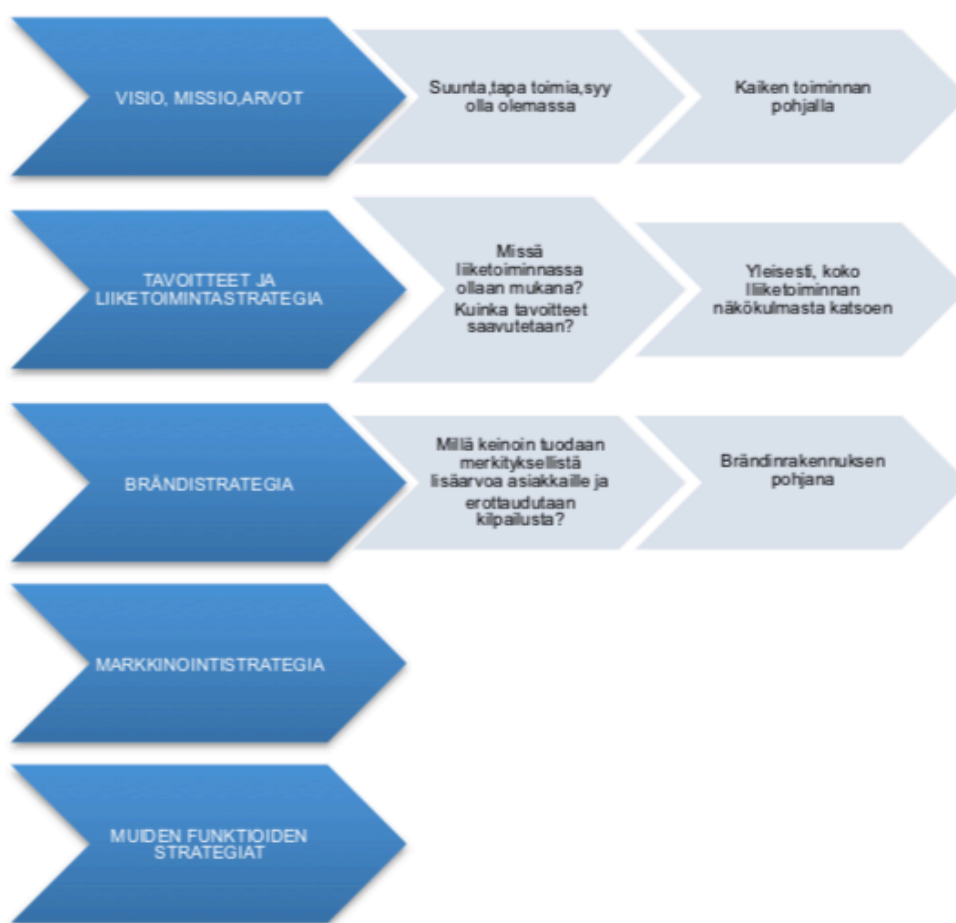 VISIO, MISSIO,ARVOT
Suunta,tapa toimia,syy
olla olemassa
Kaiken toiminnan
pohjalla
TAVOITTEET JA
LIIKETOIMINTASTRATEGIA
Missä
liiketoiminnassa
ollaan mukana?
Kuinka tavoitteet
saavutetaan?
Yleisesti, koko
lliiketoiminnan
näkökulmasta katsoen
BRÄNDISTRATEGIA
Millä keinoin tuodaan
merkityksellistä
lisäarvoa asiakkaille ja
erottaudutaan
kilpailusta?
Brändinrakennuksen
pohjana
MARKKINOINTISTRATEGIA
MUIDEN FUNKTIOIDEN
STRATEGIAT